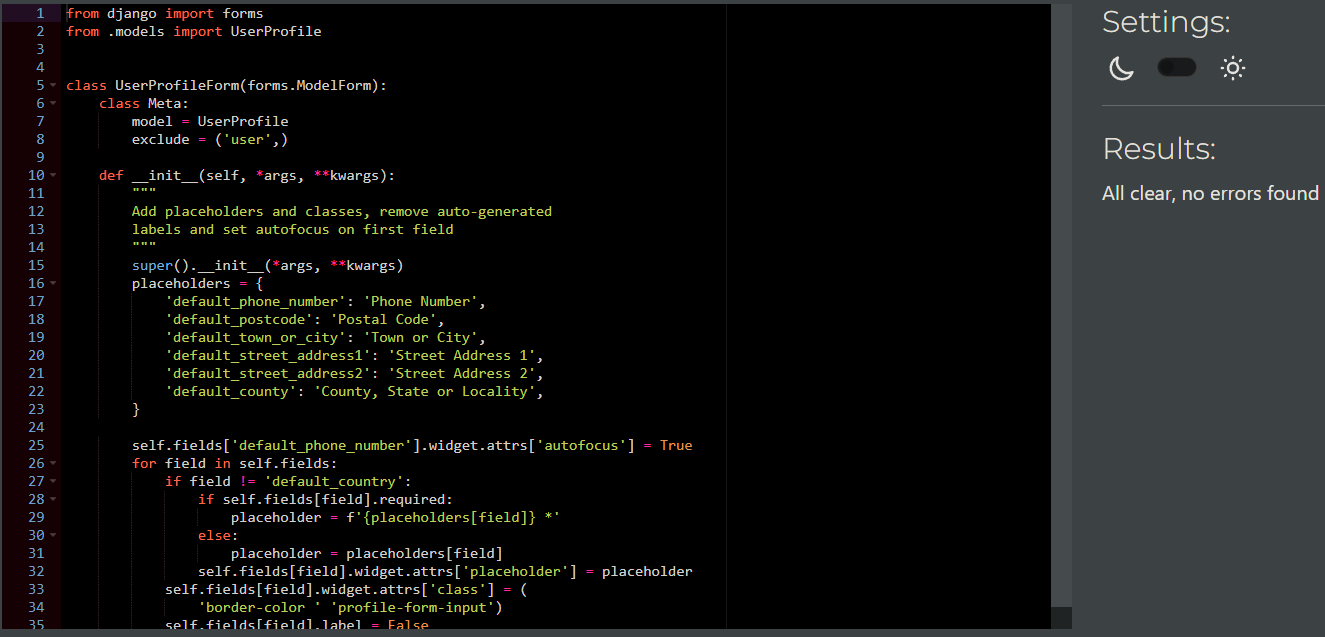 1 from django import forms
2 from .models import UserProfile
3
4
5 class UserProfileForm(forms.ModelForm):
6     class Meta:
7         model = UserProfile
8         exclude = ('user',)
9
10     def __init__(self, *args, **kwargs):
11         """
12         Add placeholders and classes, remove auto-generated
13         labels and set autofocus on first field
14         """
15         super().__init__(*args, **kwargs)
16         placeholders = {
17             'default_phone_number': 'Phone Number',
18             'default_postcode': 'Postal Code',
19             'default_town_or_city': 'Town or City',
20             'default_street_address1': 'Street Address 1',
21             'default_street_address2': 'Street Address 2',
22             'default_county': 'County, State or Locality',
23         }
24
25         self.fields['default_phone_number'].widget.attrs['autofocus'] = True
26         for field in self.fields:
27             if field != 'default_country':
28                 if self.fields[field].required:
29                     placeholder = f'{placeholders[field]} *'
30                 else:
31                     placeholder = placeholders[field]
32                 self.fields[field].widget.attrs['placeholder'] = placeholder
33             self.fields[field].widget.attrs['class'] = (
34                 'border-color ' 'profile-form-input')
35             self.fields[field].label = False
Settings:
Results:
All clear, no errors found